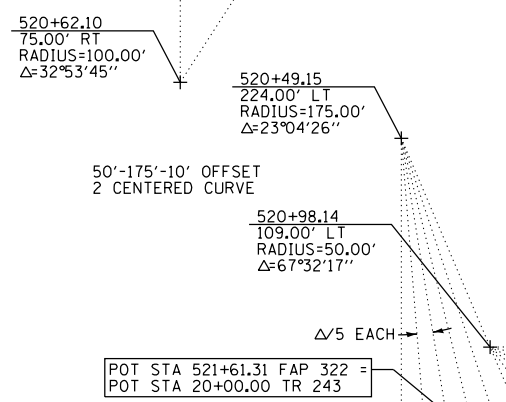 520+62.10
75.00' RT
RADIUS=100.00'
△=32°53'45''
520+49.15
224.00' LT
RADIUS=175.00'
△=23°04'26''
50'-175'-10' OFFSET
2 CENTERED CURVE
520+98.14
109.00' LT
RADIUS=50.00'
△=67°32'17''
△/5 EACH
POT STA 521+61.31 FAP 322 =
POT STA 20+00.00 TR 243